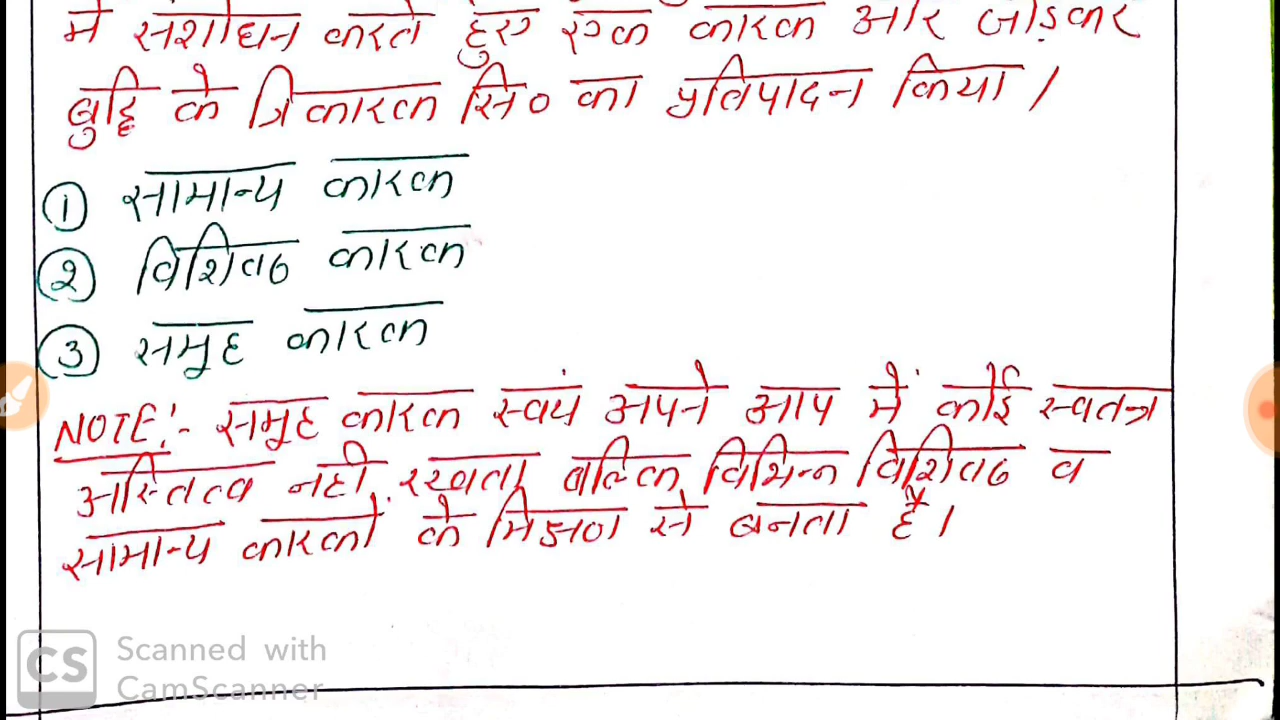 में संशोधन करते हुए एक कारक और जोड़कर
बुद्धि के त्रिकारक सि० का प्रतिपादन किया।
① सामान्य कारक
② विशिष्ठ कारक
③ समूह कारक
NOTE:- समूह कारक स्वयं अपने आप में कोई स्वतन्त्र
अस्तित्व नही रखता बल्कि विभिन्न विशिष्ठ व
सामान्य कारकों के मिश्रण से बनता है।
CS Scanned with
CamScanner